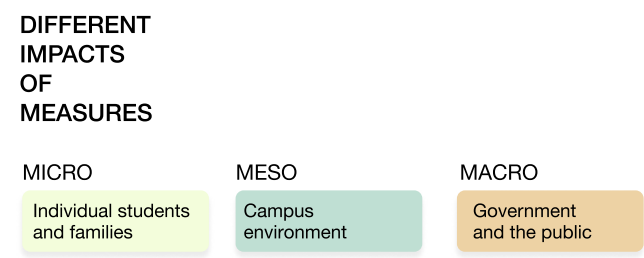 DIFFERENT
IMPACTS
OF
MEASURES
MICRO
MESO
MACRO
Individual students
and families
Campus
environment
Government
and the public